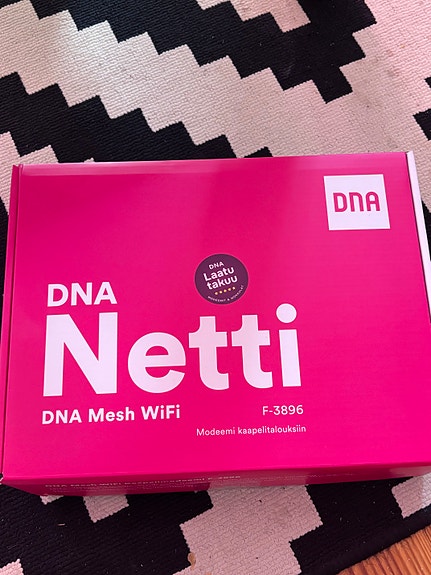 DNA
DNA
Laatu
takuu
DNA
Netti
DNA Mesh WiFi
F-3896
Modeemi kaapelitalouksiin